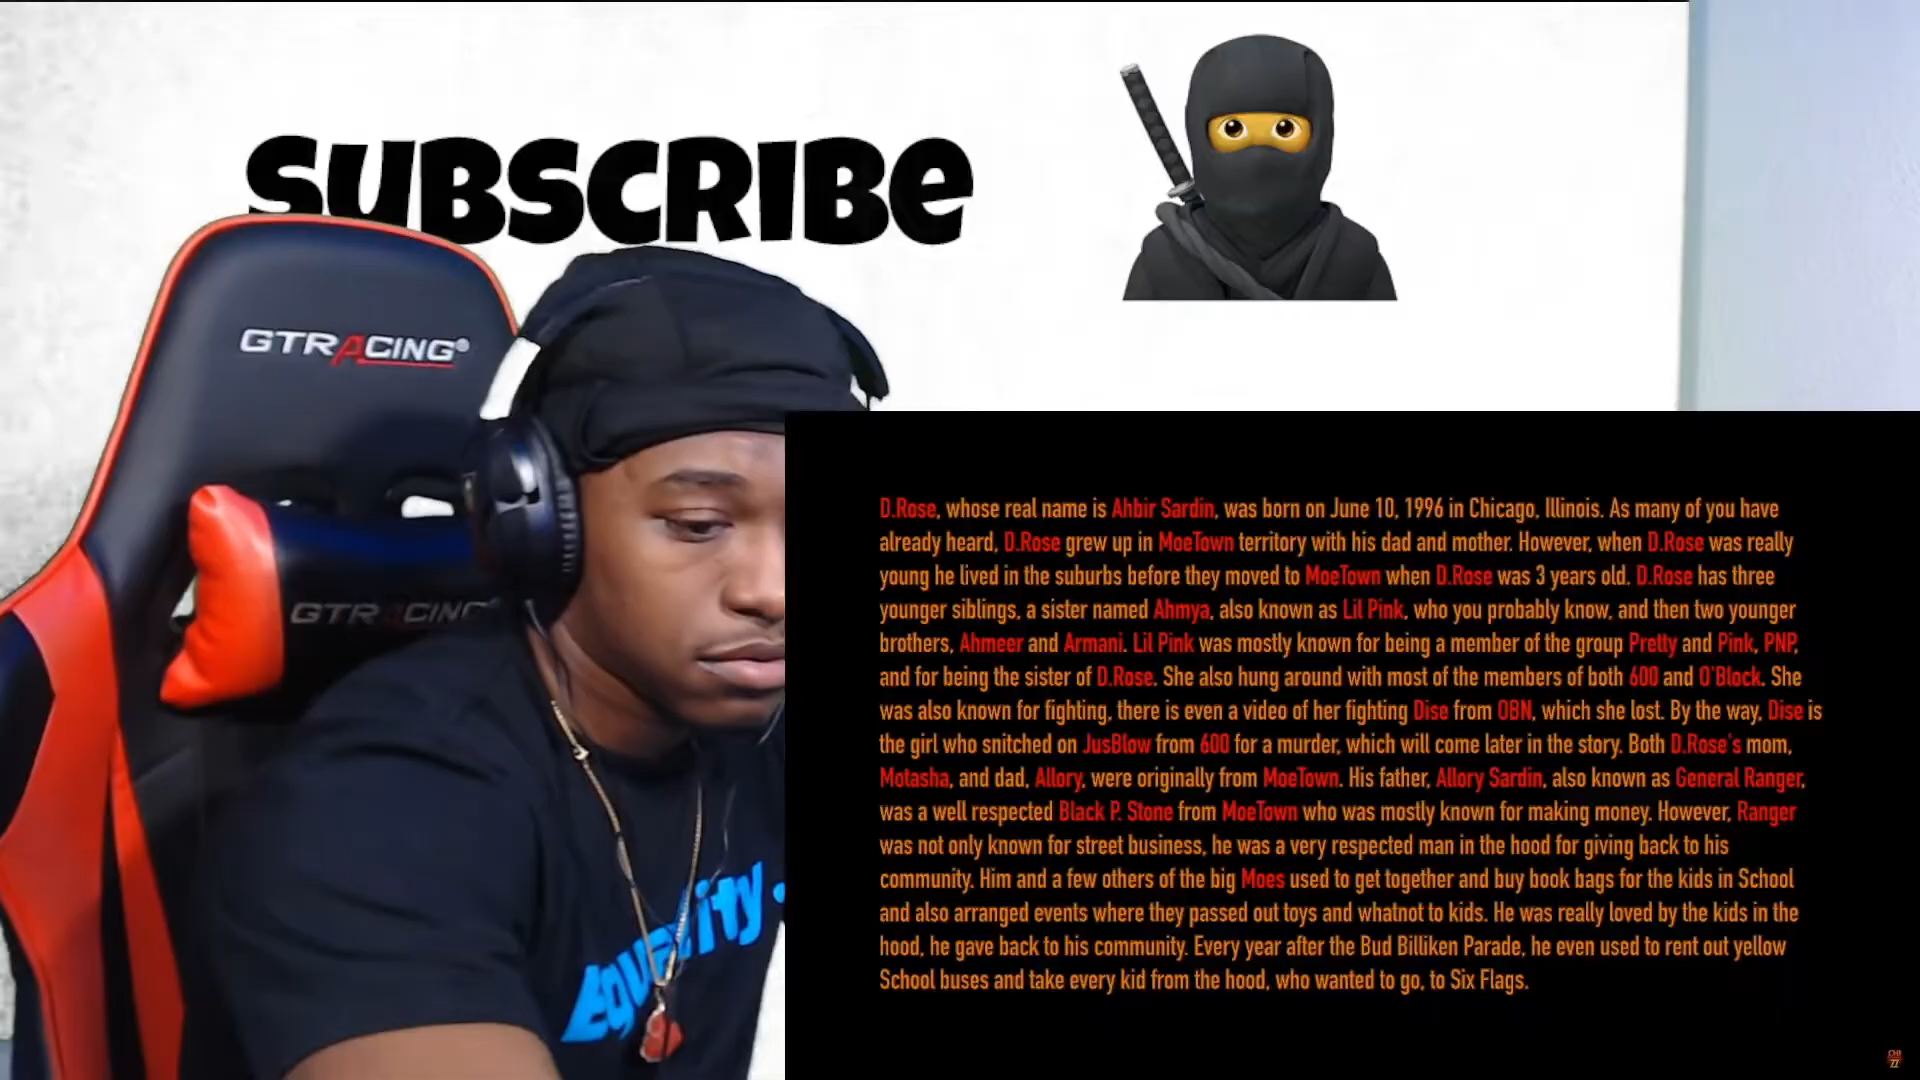 SUBSCRIBE
GTRACING®
GTRACING
Equality.
D.Rose, whose real name is Ahbir Sardin, was born on June 10, 1996 in Chicago, Illinois. As many of you have
already heard, D.Rose grew up in MoeTown territory with his dad and mother. However, when D.Rose was really
young he lived in the suburbs before they moved to MoeTown when D.Rose was 3 years old. D.Rose has three
younger siblings, a sister named Ahmya, also known as Lil Pink, who you probably know, and then two younger
brothers, Ahmeer and Armani. Lil Pink was mostly known for being a member of the group Pretty and Pink, PNP,
and for being the sister of D.Rose. She also hung around with most of the members of both 600 and O'Block. She
was also known for fighting, there is even a video of her fighting Dise from OBN, which she lost. By the way, Dise is
the girl who snitched on JusBlow from 600 for a murder, which will come later in the story. Both D.Rose's mom,
Motasha, and dad, Allory, were originally from MoeTown. His father, Allory Sardin, also known as General Ranger,
was a well respected Black P. Stone from MoeTown who was mostly known for making money. However, Ranger
was not only known for street business, he was a very respected man in the hood for giving back to his
community. Him and a few others of the big Moes used to get together and buy book bags for the kids in School
and also arranged events where they passed out toys and whatnot to kids. He was really loved by the kids in the
hood, he gave back to his community. Every year after the Bud Billiken Parade, he even used to rent out yellow
School buses and take every kid from the hood, who wanted to go, to Six Flags.